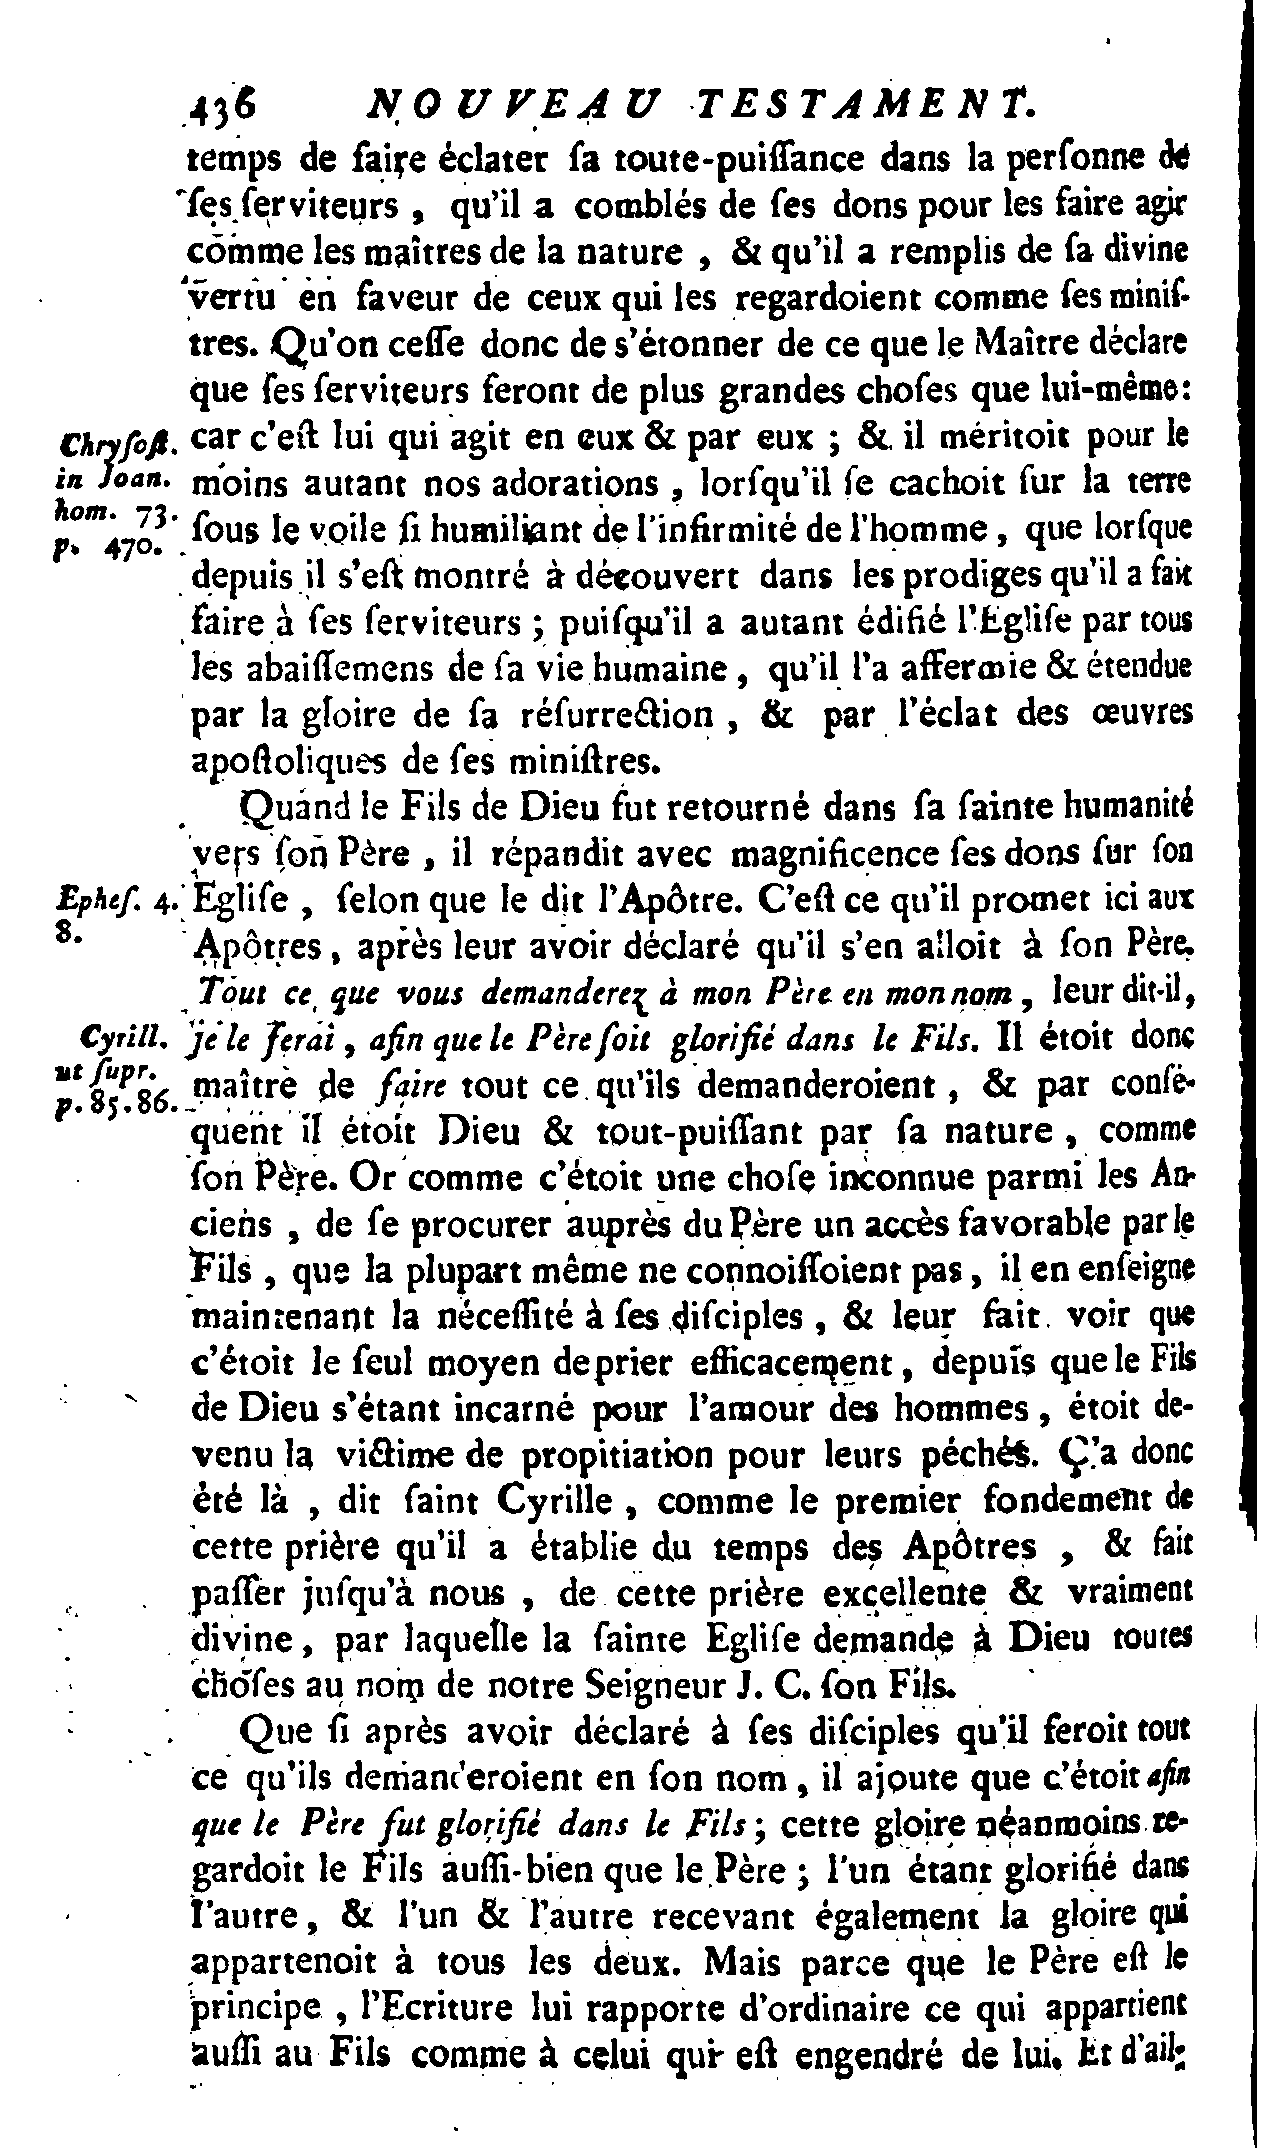 436 NOUVEAU TESTAMENT.
temps de faire éclater ſa toute-puiſſance dans la perſonne de
ſes ſerviteurs, qu'il a comblés de ſes dons pour les faire agir
comme les maîtres de la nature, & qu'il a remplis de ſa divine
vertu en faveur de ceux qui les regardoient comme ſes miniſ-
tres. Qu'on ceſſe donc de s'étonner de ce que le Maître déclare
que ſes ſerviteurs feront de plus grandes choſes que lui-même:
Chryſoſt.
in Joan.
hom. 73.
p. 470.
car c'eſt lui qui agit en eux & par eux ; & il méritoit pour le
moins autant nos adorations, lorſqu'il ſe cachoit ſur la terre
ſous le voile ſi humiliant de l'infirmité de l'homme, que lorſque
depuis il s'eſt montré à découvert dans les prodiges qu'il a fait
faire à ſes ſerviteurs ; puiſqu'il a autant édifié l'Egliſe par tous
les abaiſſemens de ſa vie humaine, qu'il l'a affermie & étendue
par la gloire de ſa réſurrection, & par l'éclat des œuvres
apoſtoliques de ſes miniſtres.
Quand le Fils de Dieu fut retourné dans ſa ſainte humanité
vers ſon Père, il répandit avec magnificence ſes dons ſur ſon
Epheſ. 4.
8.
Egliſe, ſelon que le dit l'Apôtre. C'eſt ce qu'il promet ici aux
Apôtres, après leur avoir déclaré qu'il s'en alloit à ſon Père.
Tout ce que vous demanderez à mon Père en mon nom, leur dit-il,
Cyrill.
ut ſupr.
p. 85. 86.
je le ferai, afin que le Père ſoit glorifié dans le Fils. Il étoit donc
maître de faire tout ce qu'ils demanderoient, & par conſé-
quent il étoit Dieu & tout-puiſſant par ſa nature, comme
ſon Père. Or comme c'étoit une choſe inconnue parmi les An-
ciens, de ſe procurer auprès du Père un accès favorable par le
Fils, que la plupart même ne connoiſſoient pas, il en enſeigne
maintenant la néceſſité à ſes diſciples, & leur fait voir que
c'étoit le ſeul moyen de prier efficacement, depuis que le Fils
de Dieu s'étant incarné pour l'amour des hommes, étoit de-
venu la victime de propitiation pour leurs péchés. Ç'a donc
été là, dit ſaint Cyrille, comme le premier fondement de
cette prière qu'il a établie du temps des Apôtres, & fait
paſſer juſqu'à nous, de cette prière excellente & vraiment
divine, par laquelle la ſainte Egliſe demande à Dieu toutes
choſes au nom de notre Seigneur J. C. ſon Fils.
Que ſi après avoir déclaré à ſes diſciples qu'il feroit tout
ce qu'ils demanderoient en ſon nom, il ajoute que c'étoit afin
que le Père fut glorifié dans le Fils ; cette gloire néanmoins re-
gardoit le Fils auſſi-bien que le Père ; l'un étant glorifié dans
l'autre, & l'un & l'autre recevant également la gloire qui
appartenoit à tous les deux. Mais parce que le Père eſt le
principe, l'Ecriture lui rapporte d'ordinaire ce qui appartient
auſſi au Fils comme à celui qui eſt engendré de lui. Et d'ail-